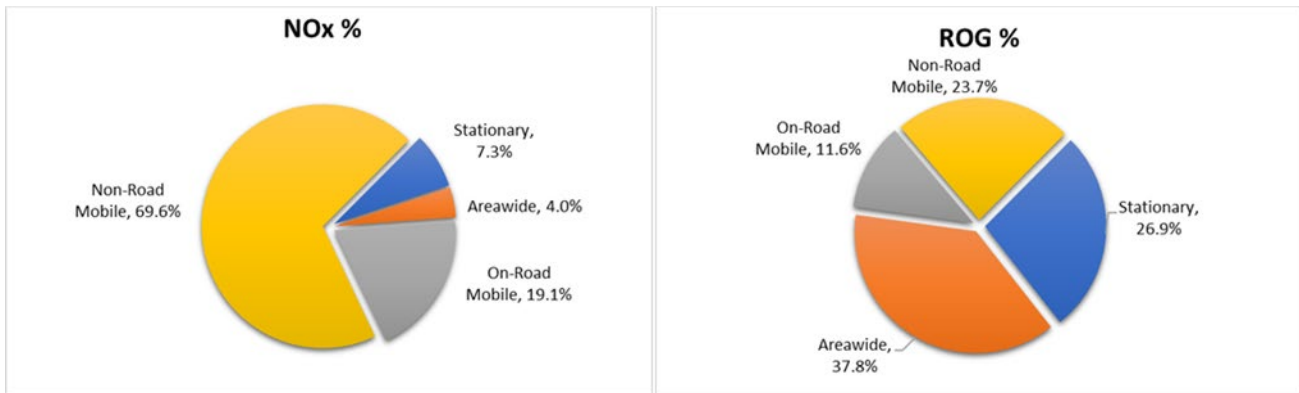 NOx %
Stationary,
7.3%
Non-Road
Mobile, 69.6%
Areawide, 4.0%
On-Road
Mobile, 19.1%
ROG %
Non-Road
Mobile, 23.7%
On-Road
Mobile, 11.6%
Stationary,
26.9%
Areawide,
37.8%